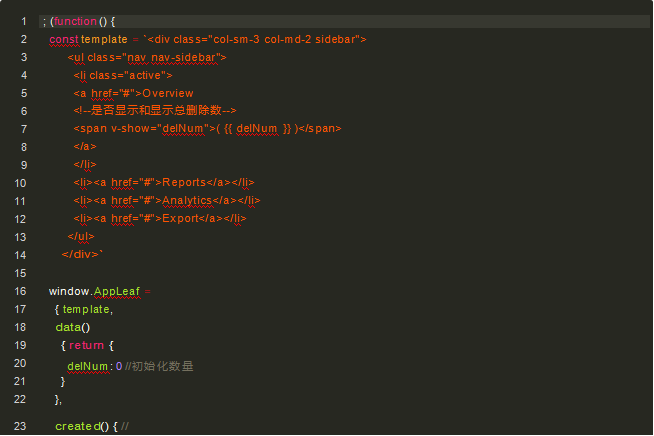 1 ; (function () {
2 const template = `<div class="col-sm-3 col-md-2 sidebar">
3 <ul class="nav nav-sidebar">
4 <li class="active">
5 <a href="#">Overview
6 <!--是否显示和显示总删除数-->
7 <span v-show="delNum">( {{ delNum }} )</span>
8 </a>
9 </li>
10 <li><a href="#">Reports</a></li>
11 <li><a href="#">Analytics</a></li>
12 <li><a href="#">Export</a></li>
13 </ul>
14 </div>`
15
16 window.AppLeaf =
17 { template,
18 data()
19 { return {
20 delNum: 0 //初始化数量
21 }
22 },
23 created() { //